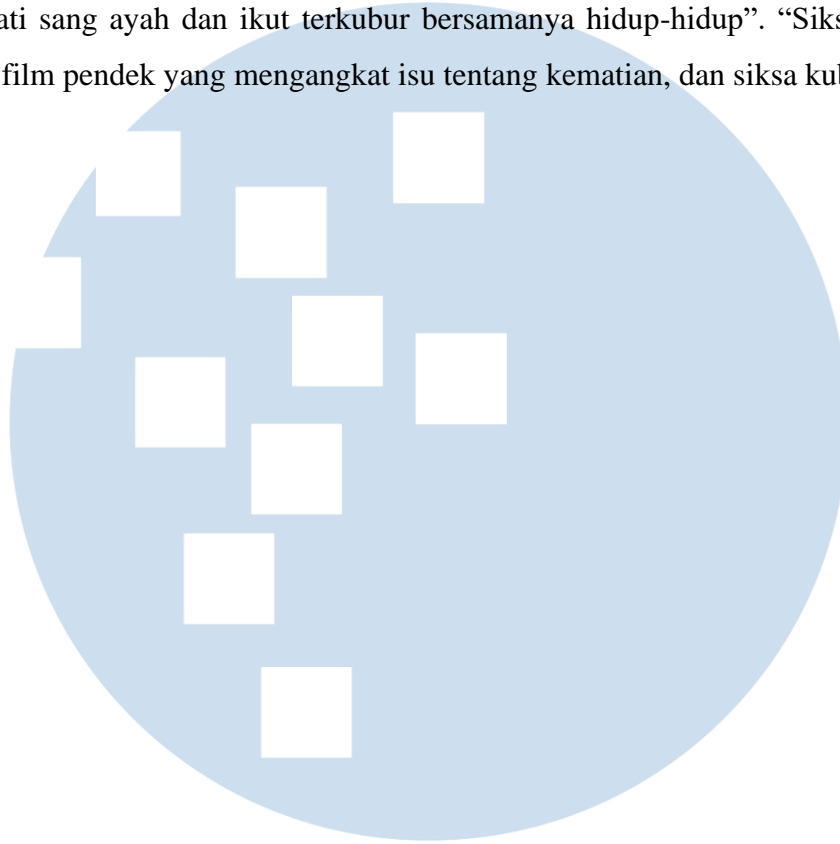 ati sang ayah dan ikut terkubur bersamanya hidup-hidup”. “Siks
film pendek yang mengangkat isu tentang kematian, dan siksa kub